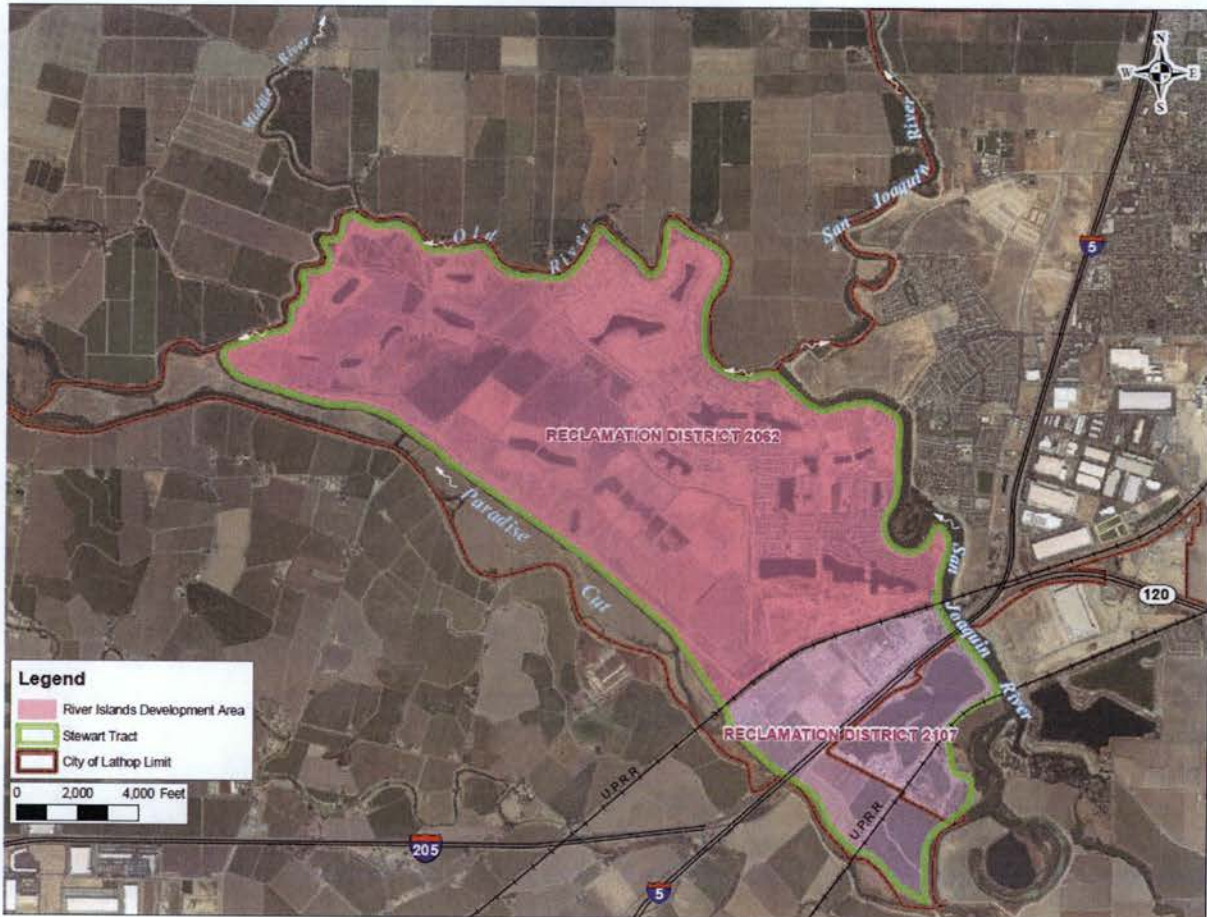 Middle River
San Joaquin River
N
W E
S
5
Old River
RECLAMATION DISTRICT 2062
Paradise Cut
San Joaquin River
120
RECLAMATION DISTRICT 2107
U.P.R.R
U.P.R.R
205
5
Legend
River Islands Development Area
Stewart Tract
City of Lathop Limit
0 2,000 4,000 Feet